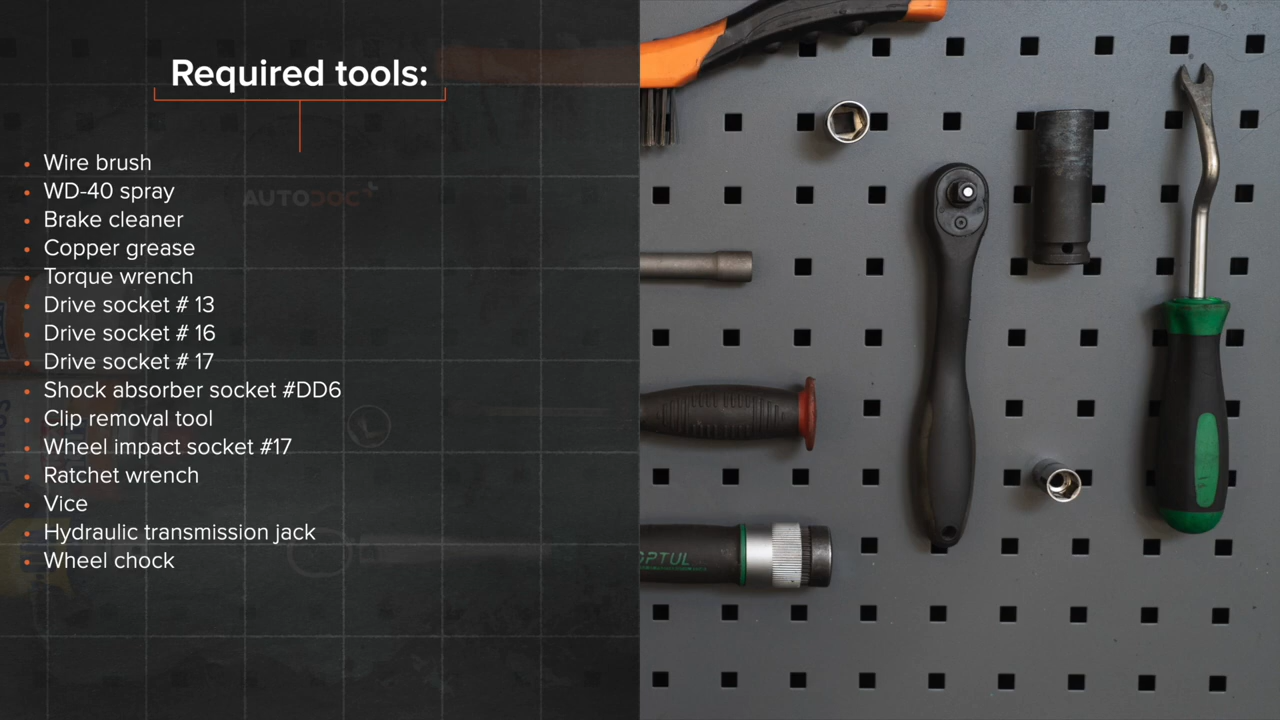 Required tools:
• Wire brush
• WD-40 spray
• Brake cleaner
• Copper grease
• Torque wrench
• Drive socket # 13
• Drive socket # 16
• Drive socket # 17
• Shock absorber socket #DD6
• Clip removal tool
• Wheel impact socket #17
• Ratchet wrench
• Vice
• Hydraulic transmission jack
• Wheel chock
AUTODOC